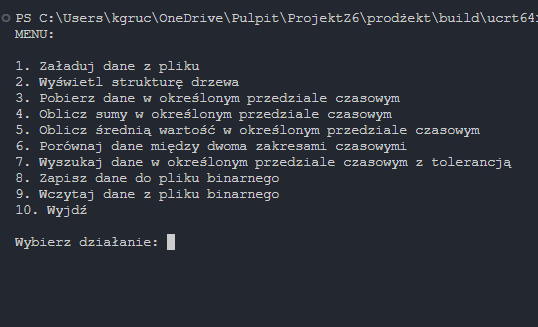 PS C:\Users\kgruc\OneDrive\Pulpit\ProjektZ6\prodżekt\build\ucrt64
MENU:
1. Załaduj dane z pliku
2. Wyświetl strukturę drzewa
3. Pobierz dane w określonym przedziale czasowym
4. Oblicz sumy w określonym przedziale czasowym
5. Oblicz średnią wartość w określonym przedziale czasowym
6. Porównaj dane między dwoma zakresami czasowymi
7. Wyszukaj dane w określonym przedziale czasowym z tolerancją
8. Zapisz dane do pliku binarnego
9. Wczytaj dane z pliku binarnego
10. Wyjdź
Wybierz działanie: